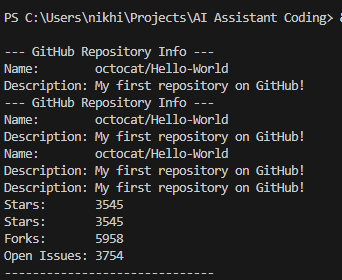 PS C:\Users\nikhi\Projects\AI Assistant Coding> &
--- GitHub Repository Info ---
Name:        octocat/Hello-World
Description: My first repository on GitHub!
--- GitHub Repository Info ---
Name:        octocat/Hello-World
Description: My first repository on GitHub!
Name:        octocat/Hello-World
Description: My first repository on GitHub!
Description: My first repository on GitHub!
Stars:       3545
Stars:       3545
Forks:       5958
Open Issues: 3754
------------------------------